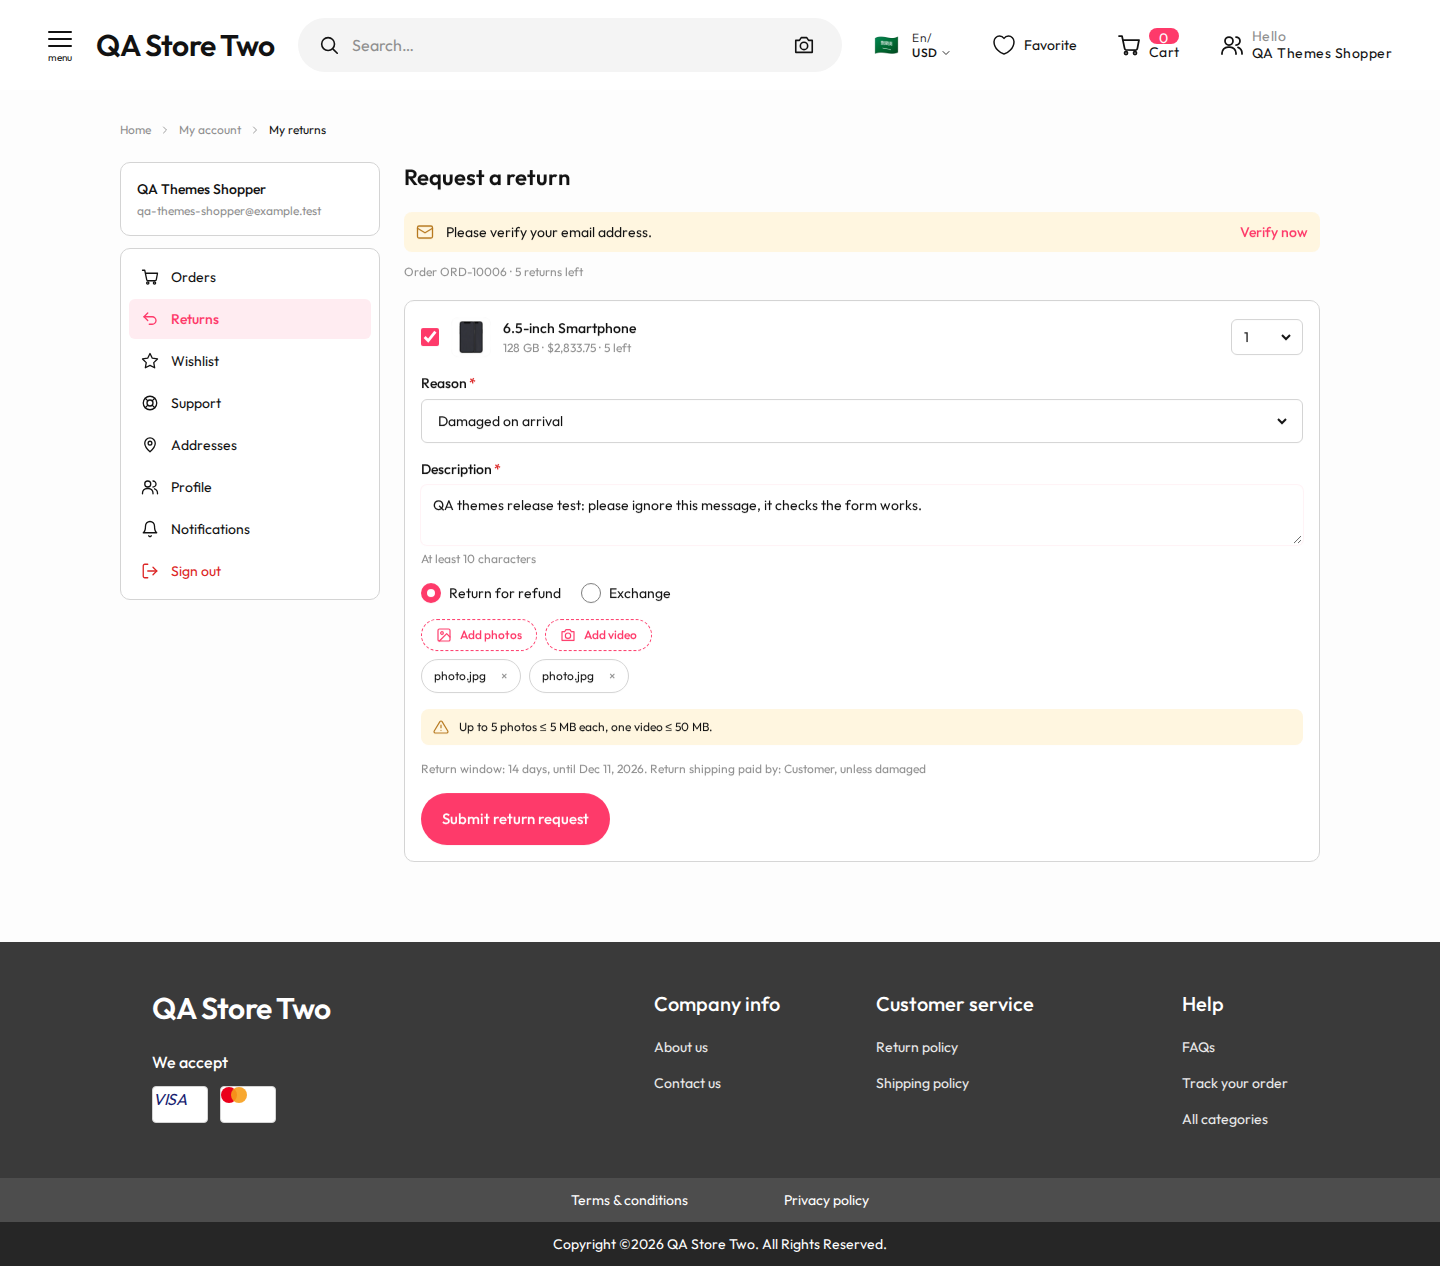 menu
QA Store Two
Search...
En/
USD
Favorite
0
Cart
Hello
QA Themes Shopper
Home
My account
My returns
QA Themes Shopper
qa-themes-shopper@example.test
Orders
Returns
Wishlist
Support
Addresses
Profile
Notifications
Sign out
Request a return
Please verify your email address.
Verify now
Order ORD-10006 · 5 returns left
6.5-inch Smartphone
128 GB · $2,833.75 · 5 left
1
Reason *
Damaged on arrival
Description *
QA themes release test: please ignore this message, it checks the form works.
At least 10 characters
Return for refund
Exchange
Add photos
Add video
photo.jpg ×
photo.jpg ×
Up to 5 photos ≤ 5 MB each, one video ≤ 50 MB.
Return window: 14 days, until Dec 11, 2026. Return shipping paid by: Customer, unless damaged
Submit return request
QA Store Two
We accept
VISA
Company info
About us
Contact us
Customer service
Return policy
Shipping policy
Help
FAQs
Track your order
All categories
Terms & conditions
Privacy policy
Copyright ©2026 QA Store Two. All Rights Reserved.